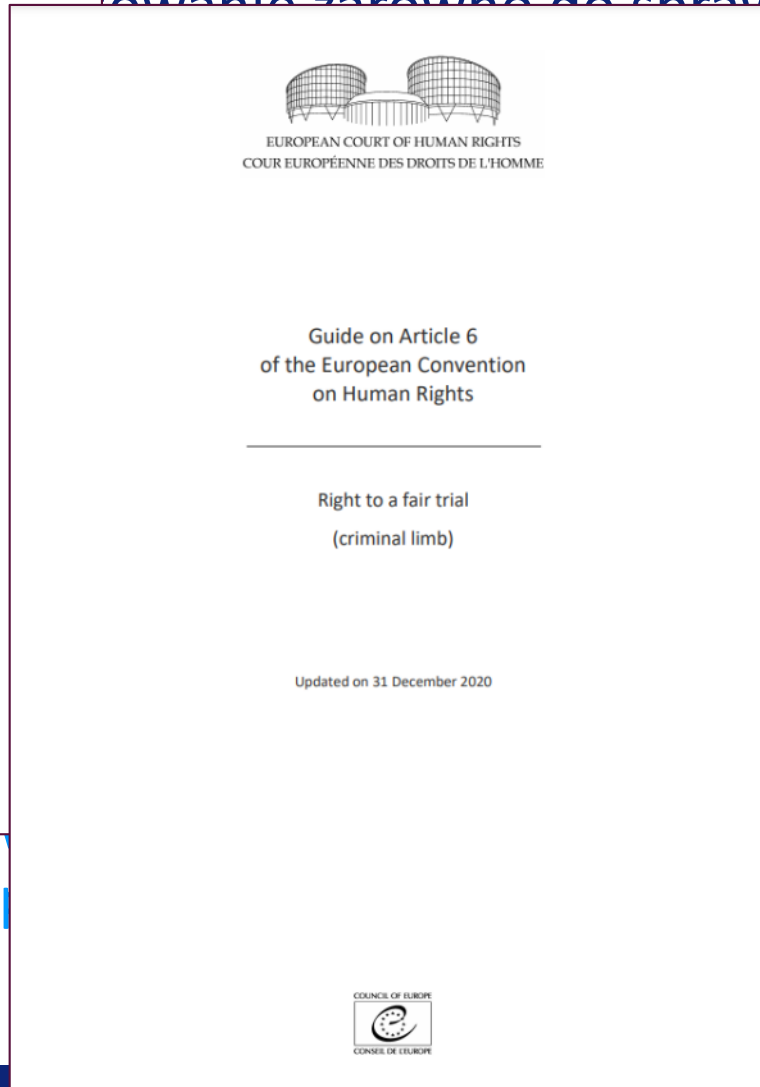 EUROPEAN COURT OF HUMAN RIGHTS
COUR EUROPÉENNE DES DROITS DE L'HOMME
Guide on Article 6
of the European Convention
on Human Rights
Right to a fair trial
(criminal limb)
Updated on 31 December 2020
COUNCIL OF EUROPE
CONSEIL DE L'EUROPE